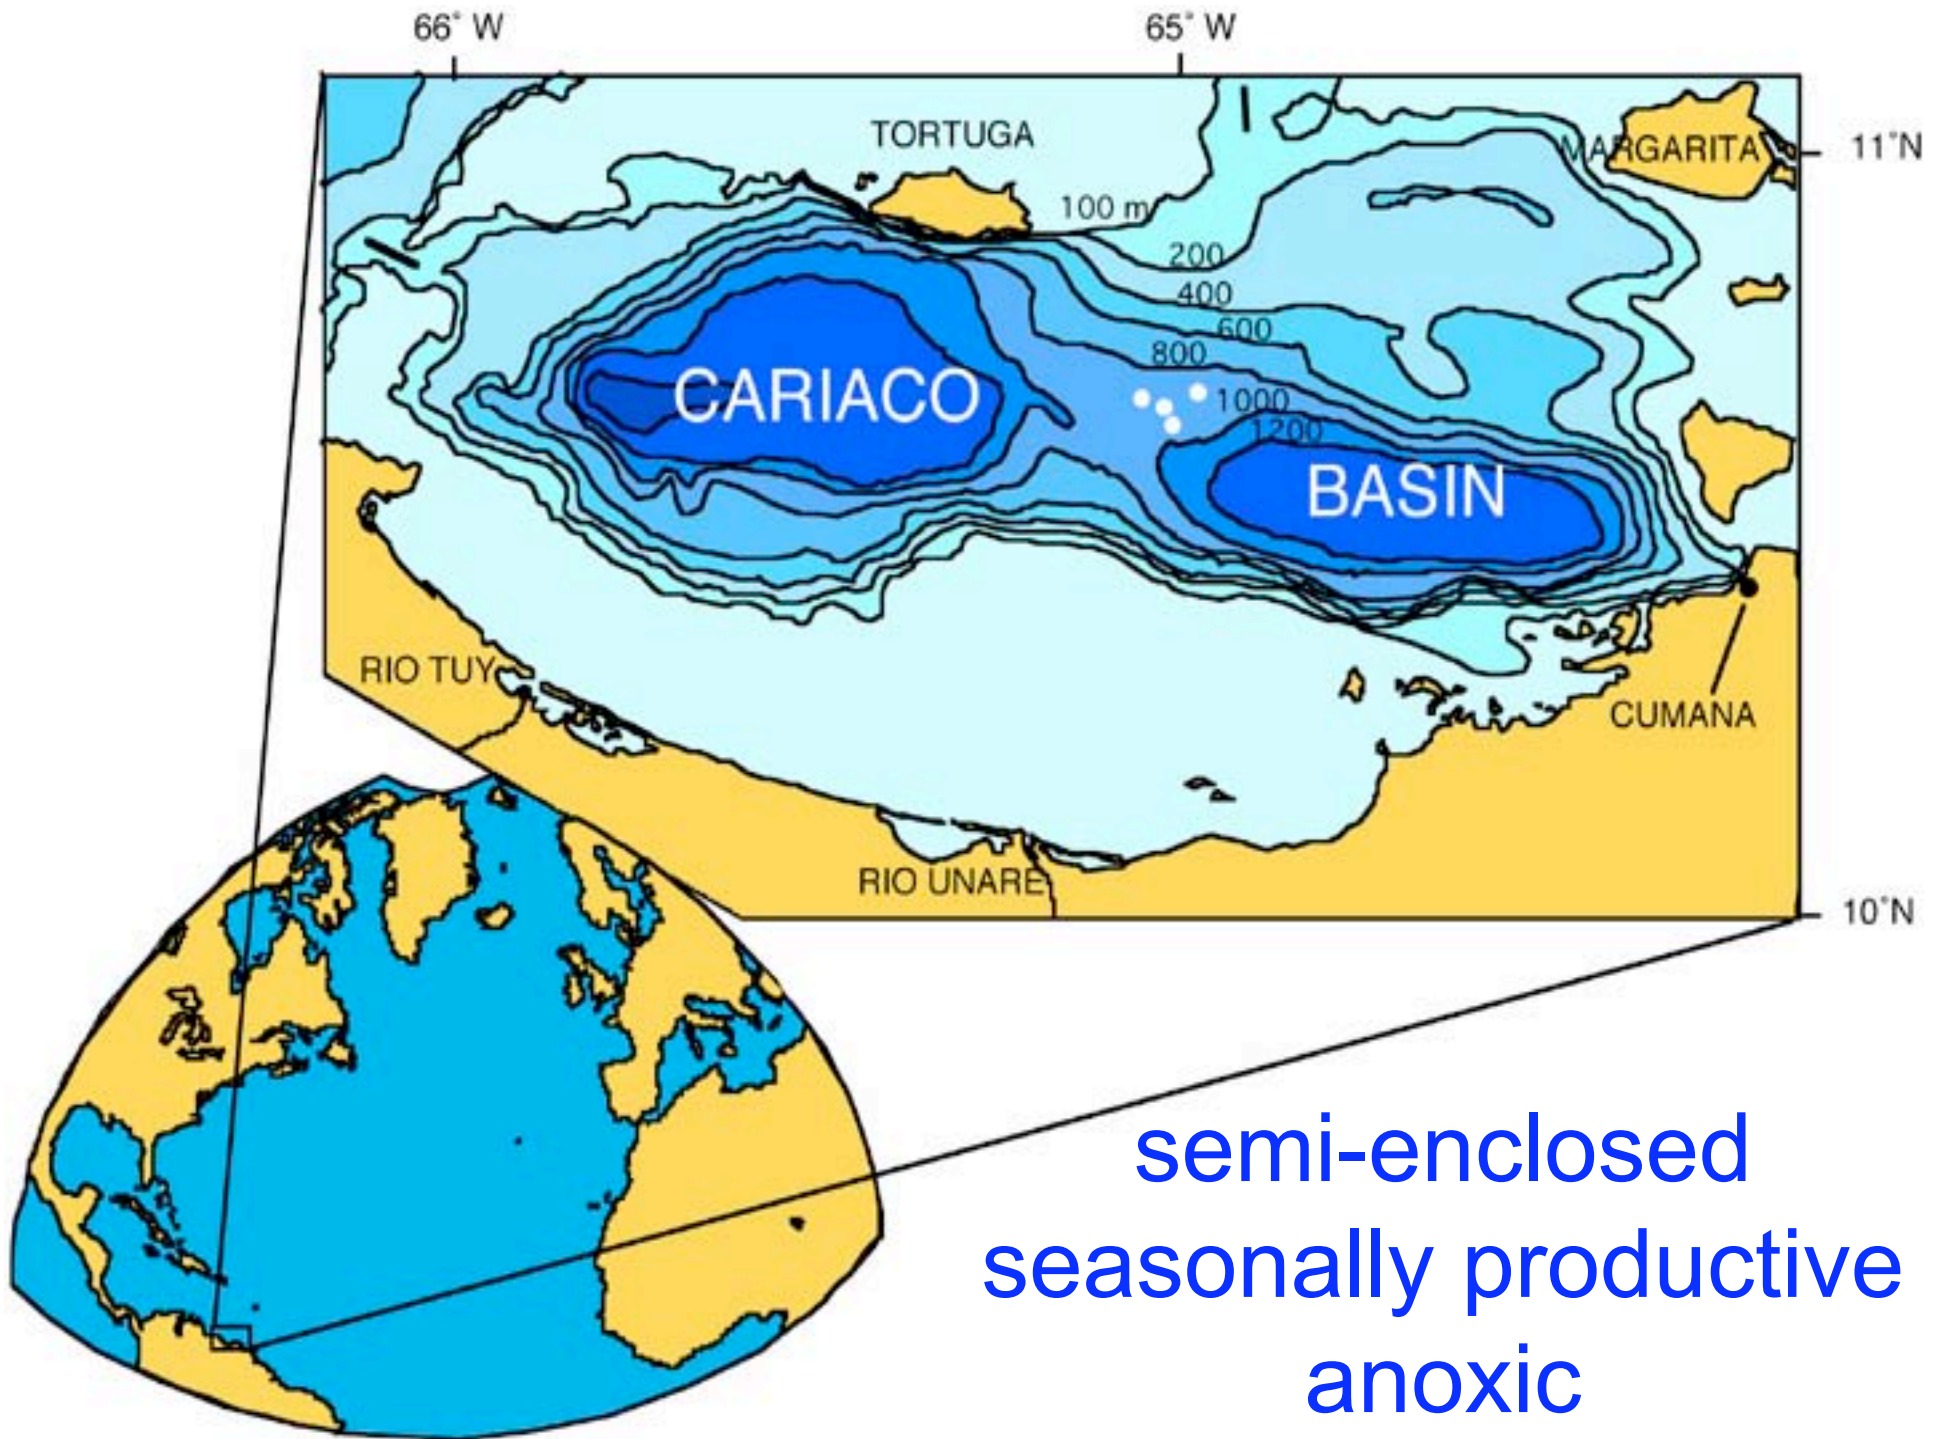 66° W
65° W
TORTUGA
MARGARITA
11°N
100 m
200
400
600
800
CARIACO
1000
1200
BASIN
RIO TUY
CUMANA
RIO UNARE
10°N
semi-enclosed
seasonally productive
anoxic